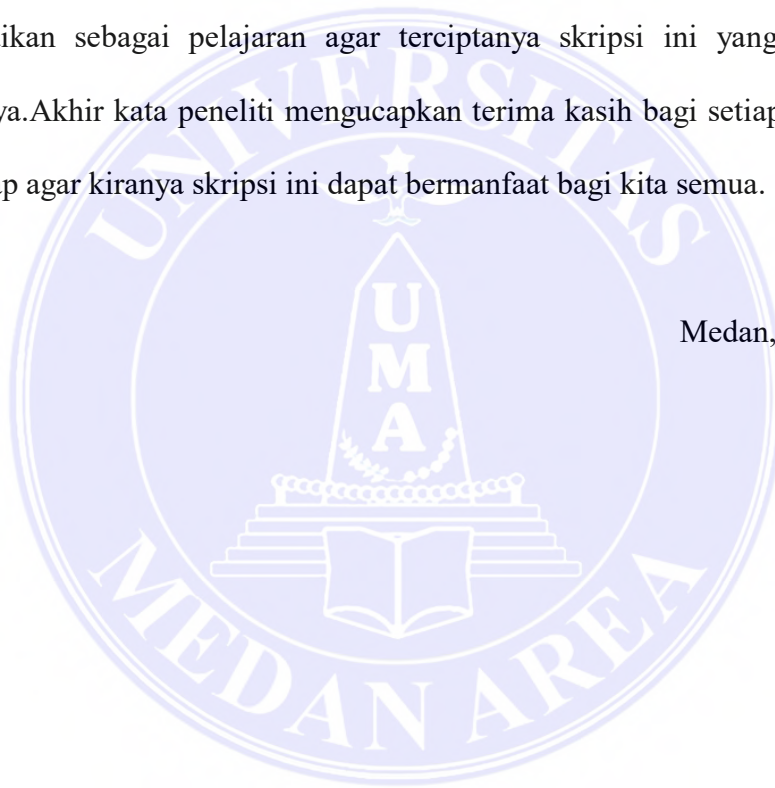 ikan sebagai pelajaran agar terciptanya skripsi ini yang
ya.Akhir kata peneliti mengucapkan terima kasih bagi setiap
p agar kiranya skripsi ini dapat bermanfaat bagi kita semua.
Medan,
UNIVERSITAS
U
M
A
MEDAN AREA